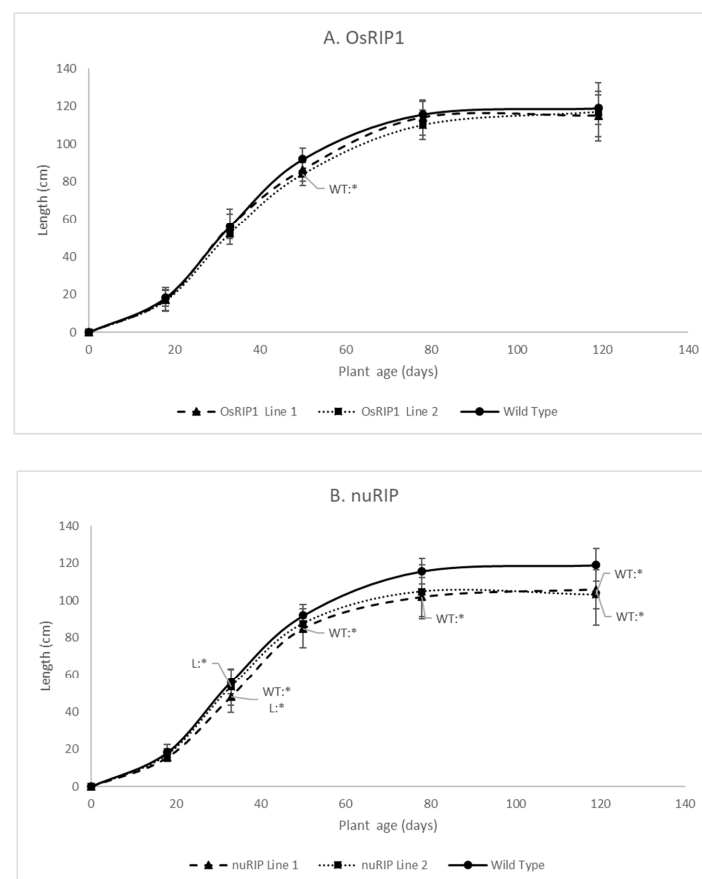 A. OsRIP1
140
120
100
80
60
40
20
0
Length (cm)
WT:*
0 20 40 60 80 100 120 140
Plant age (days)
OsRIP1 Line 1 OsRIP1 Line 2 Wild Type
B. nuRIP
140
120
100
80
60
40
20
0
Length (cm)
WT:*
WT:*
WT:*
WT:*
L:*
WT:*
L:*
0 20 40 60 80 100 120 140
Plant age (days)
nuRIP Line 1 nuRIP Line 2 Wild Type